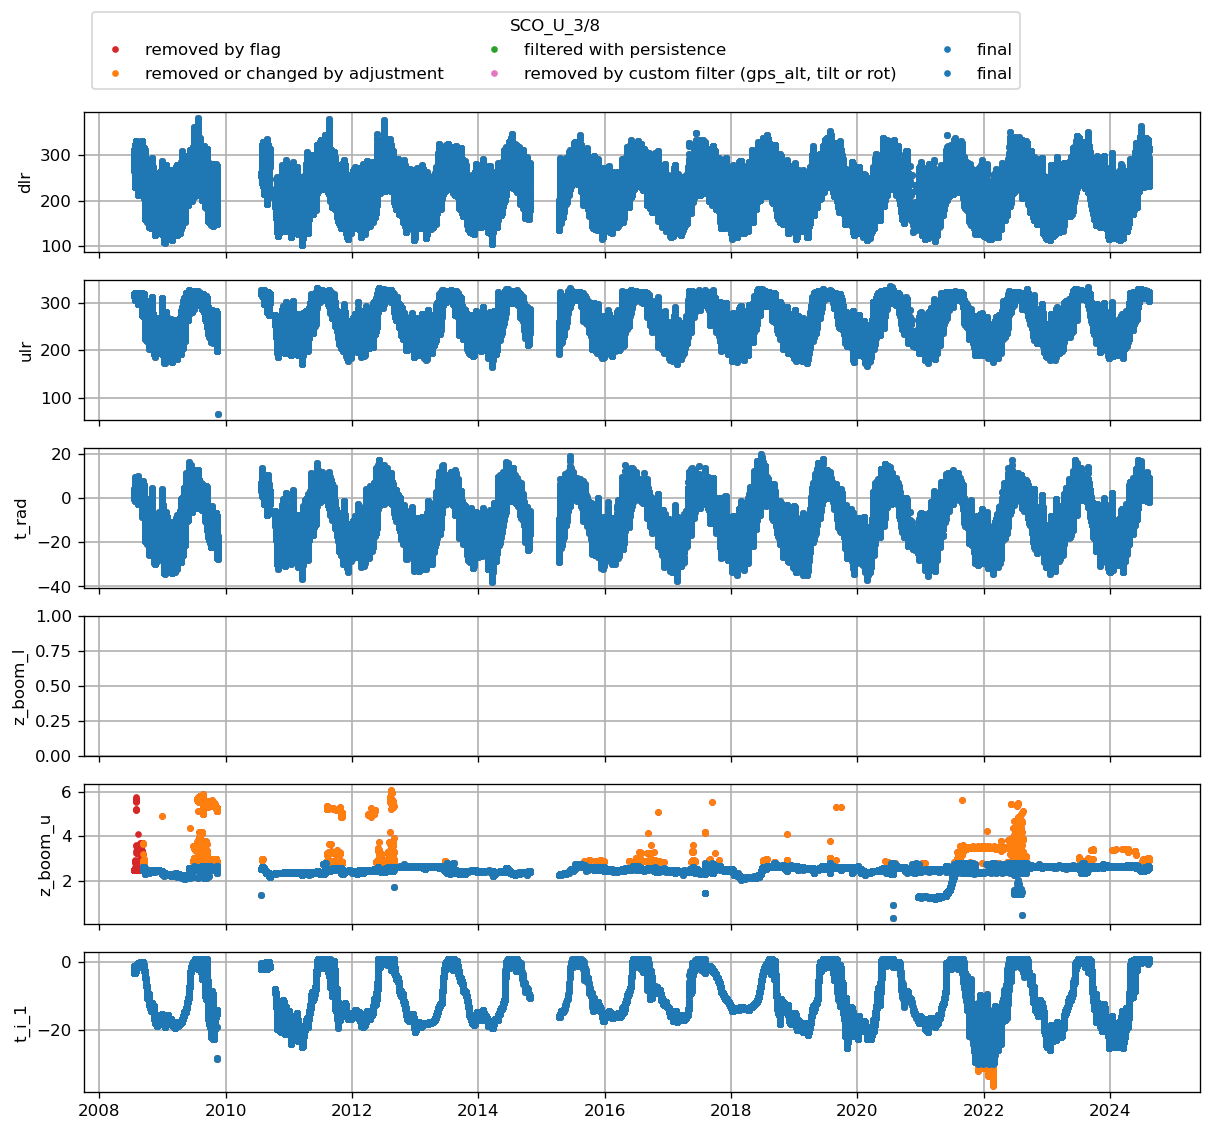 SCO_U_3/8
removed by flag
filtered with persistence
final
removed or changed by adjustment
removed by custom filter (gps_alt, tilt or rot)
final
300
200
100
dlr
300
200
100
ulr
20
0
−20
−40
t_rad
1.00
0.75
0.50
0.25
0.00
z_boom_l
6
4
2
z_boom_u
0
−20
t_i_1
2008
2010
2012
2014
2016
2018
2020
2022
2024